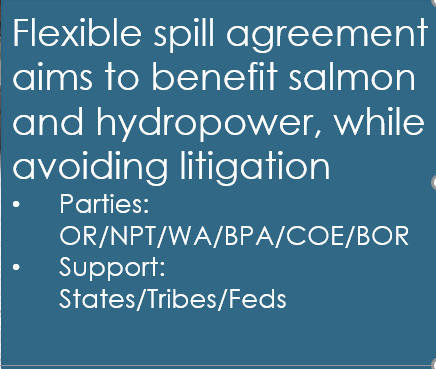 Flexible spill agreement
aims to benefit salmon
and hydropower, while
avoiding litigation
• Parties:
OR/NPT/WA/BPA/COE/BOR
• Support:
States/Tribes/Feds